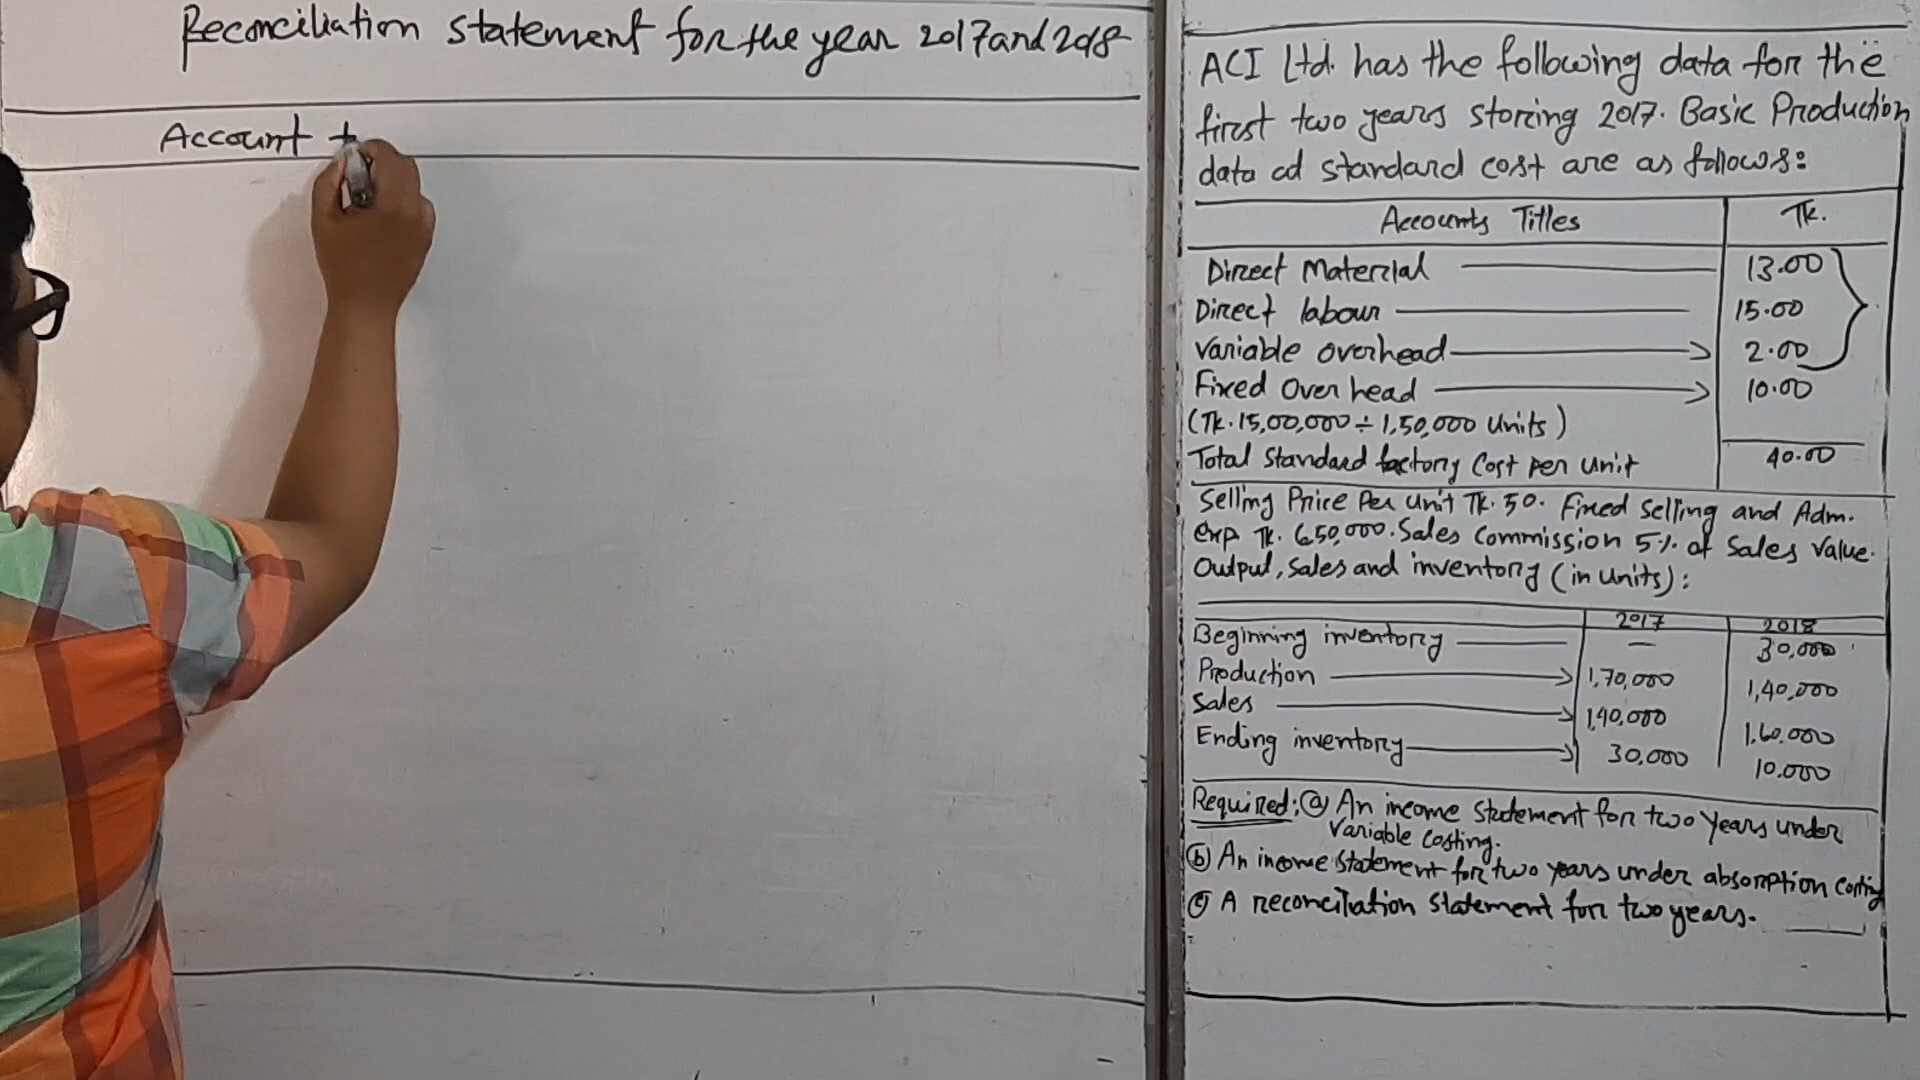 Reconciliation statement for the year 2017 and 2018
Account t
ACI Ltd. has the following data for the
first two years storing 2017. Basic Production
data ad standard cost are as follows:
Accounts Titles Tk.
Direct Material 13.00
Direct labour 15.00
Variable overhead 2.00
Fixed Over head 10.00
(Tk. 15,00,000 ÷ 1,50,000 Units)
Total Standard factory Cost per unit 40.00
Selling Price Per Unit Tk. 50. Fixed Selling and Adm.
exp. Tk. 650,000. Sales Commission 5% of Sales Value.
Output, Sales and inventory (in units):
2017 2018
Beginning inventory — 30,000
Production 1,70,000 1,40,000
Sales 1,40,000 1,60,000
Ending inventory 30,000 10,000
Required: (a) An income statement for two years under
Variable Costing.
(b) An income statement for two years under absorption Costing
(c) A reconciliation statement for two years.